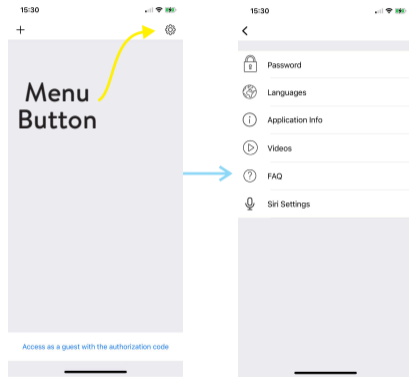 15:30
+
Menu
Button
Access as a guest with the authorization code
15:30
Password
Languages
Application Info
Videos
FAQ
Siri Settings